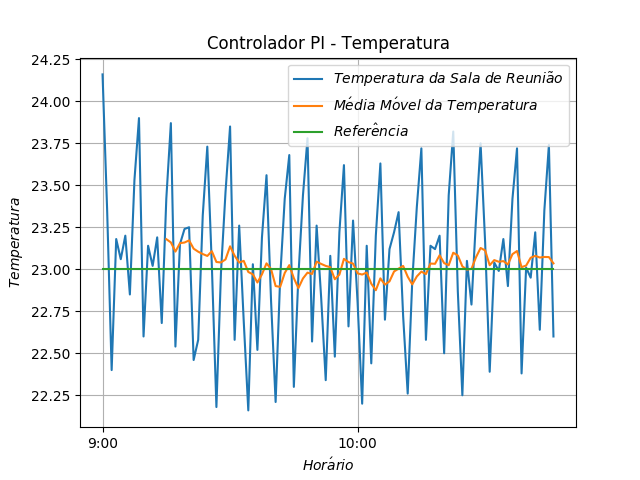 Controlador PI - Temperatura
Temperatura da Sala de Reunião
Média Móvel da Temperatura
Referência
24.25
24.00
23.75
23.50
23.25
23.00
22.75
22.50
22.25
Temperatura
9:00
10:00
Horário